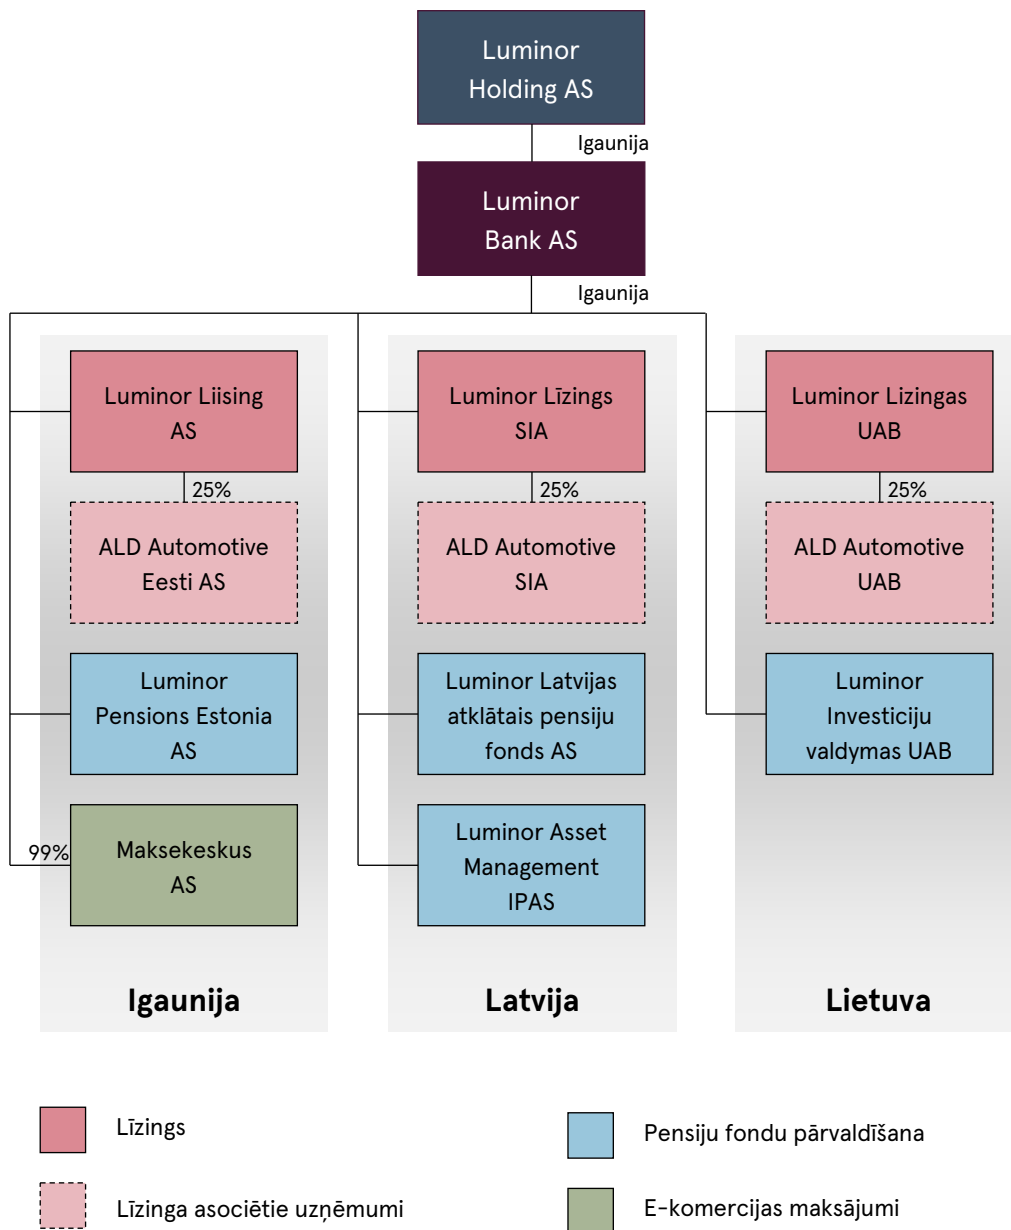 Luminor
Holding AS
Igaunija
Luminor
Bank AS
Igaunija
Luminor Liising
AS
25%
ALD Automotive
Eesti AS
Luminor
Pensions Estonia
AS
99%
Maksekeskus
AS
Igaunija
Luminor Līzings
SIA
25%
ALD Automotive
SIA
Luminor Latvijas
atklātais pensiju
fonds AS
Luminor Asset
Management
IPAS
Latvija
Luminor Lizingas
UAB
25%
ALD Automotive
UAB
Luminor
Investiciju
valdymas UAB
Lietuva
Līzings
Līzinga asociētie uzņēmumi
Pensiju fondu pārvaldīšana
E-komercijas maksājumi